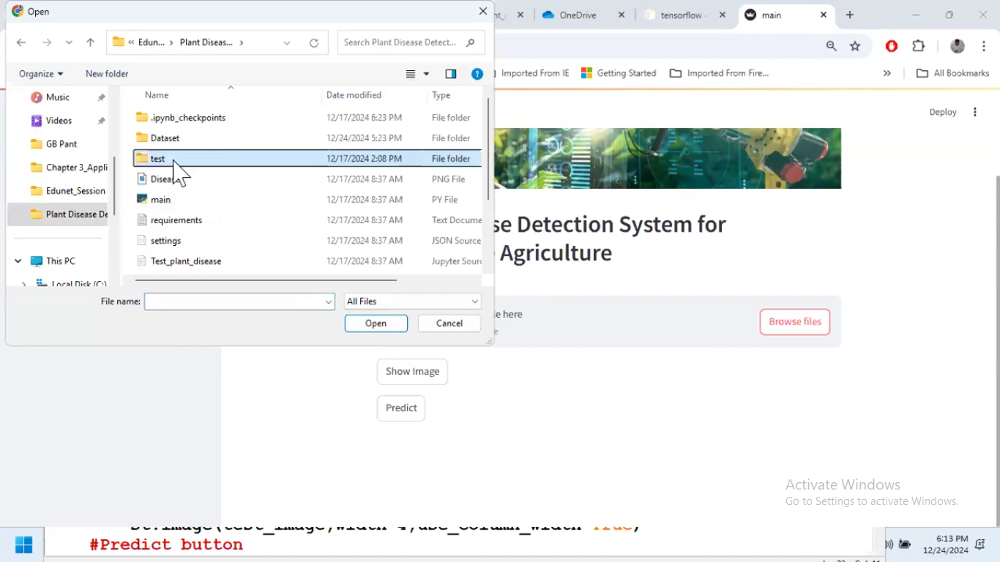 Open
nt_c
OneDrive
tensorflow -
main
« Edun... › Plant Diseas... ›
Search Plant Disease Detect...
Organize
New folder
Imported From IE
Getting Started
Imported From Fire...
»
All Bookmarks
Name
Date modified
Type
Music
Videos
GB Pant
Chapter 3_Appli
Edunet_Session
Plant Disease De
This PC
Local Disk (C:)
.ipynb_checkpoints 12/17/2024 6:23 PM File folder
Dataset 12/24/2024 5:23 PM File folder
test 12/17/2024 2:08 PM File folder
Disea 12/17/2024 8:37 AM PNG File
main 12/17/2024 8:37 AM PY File
requirements 12/17/2024 8:37 AM Text Docume
settings 12/17/2024 8:37 AM JSON Source
Test_plant_disease 12/17/2024 8:37 AM Jupyter Sourc
File name:
All Files
Open
Cancel
Deploy
se Detection System for
Agriculture
le here
Browse files
Show Image
Predict
Activate Windows
Go to Settings to activate Windows.
st.image(test_image,width=4,use_column_width=True)
#Predict button
6:13 PM
12/24/2024